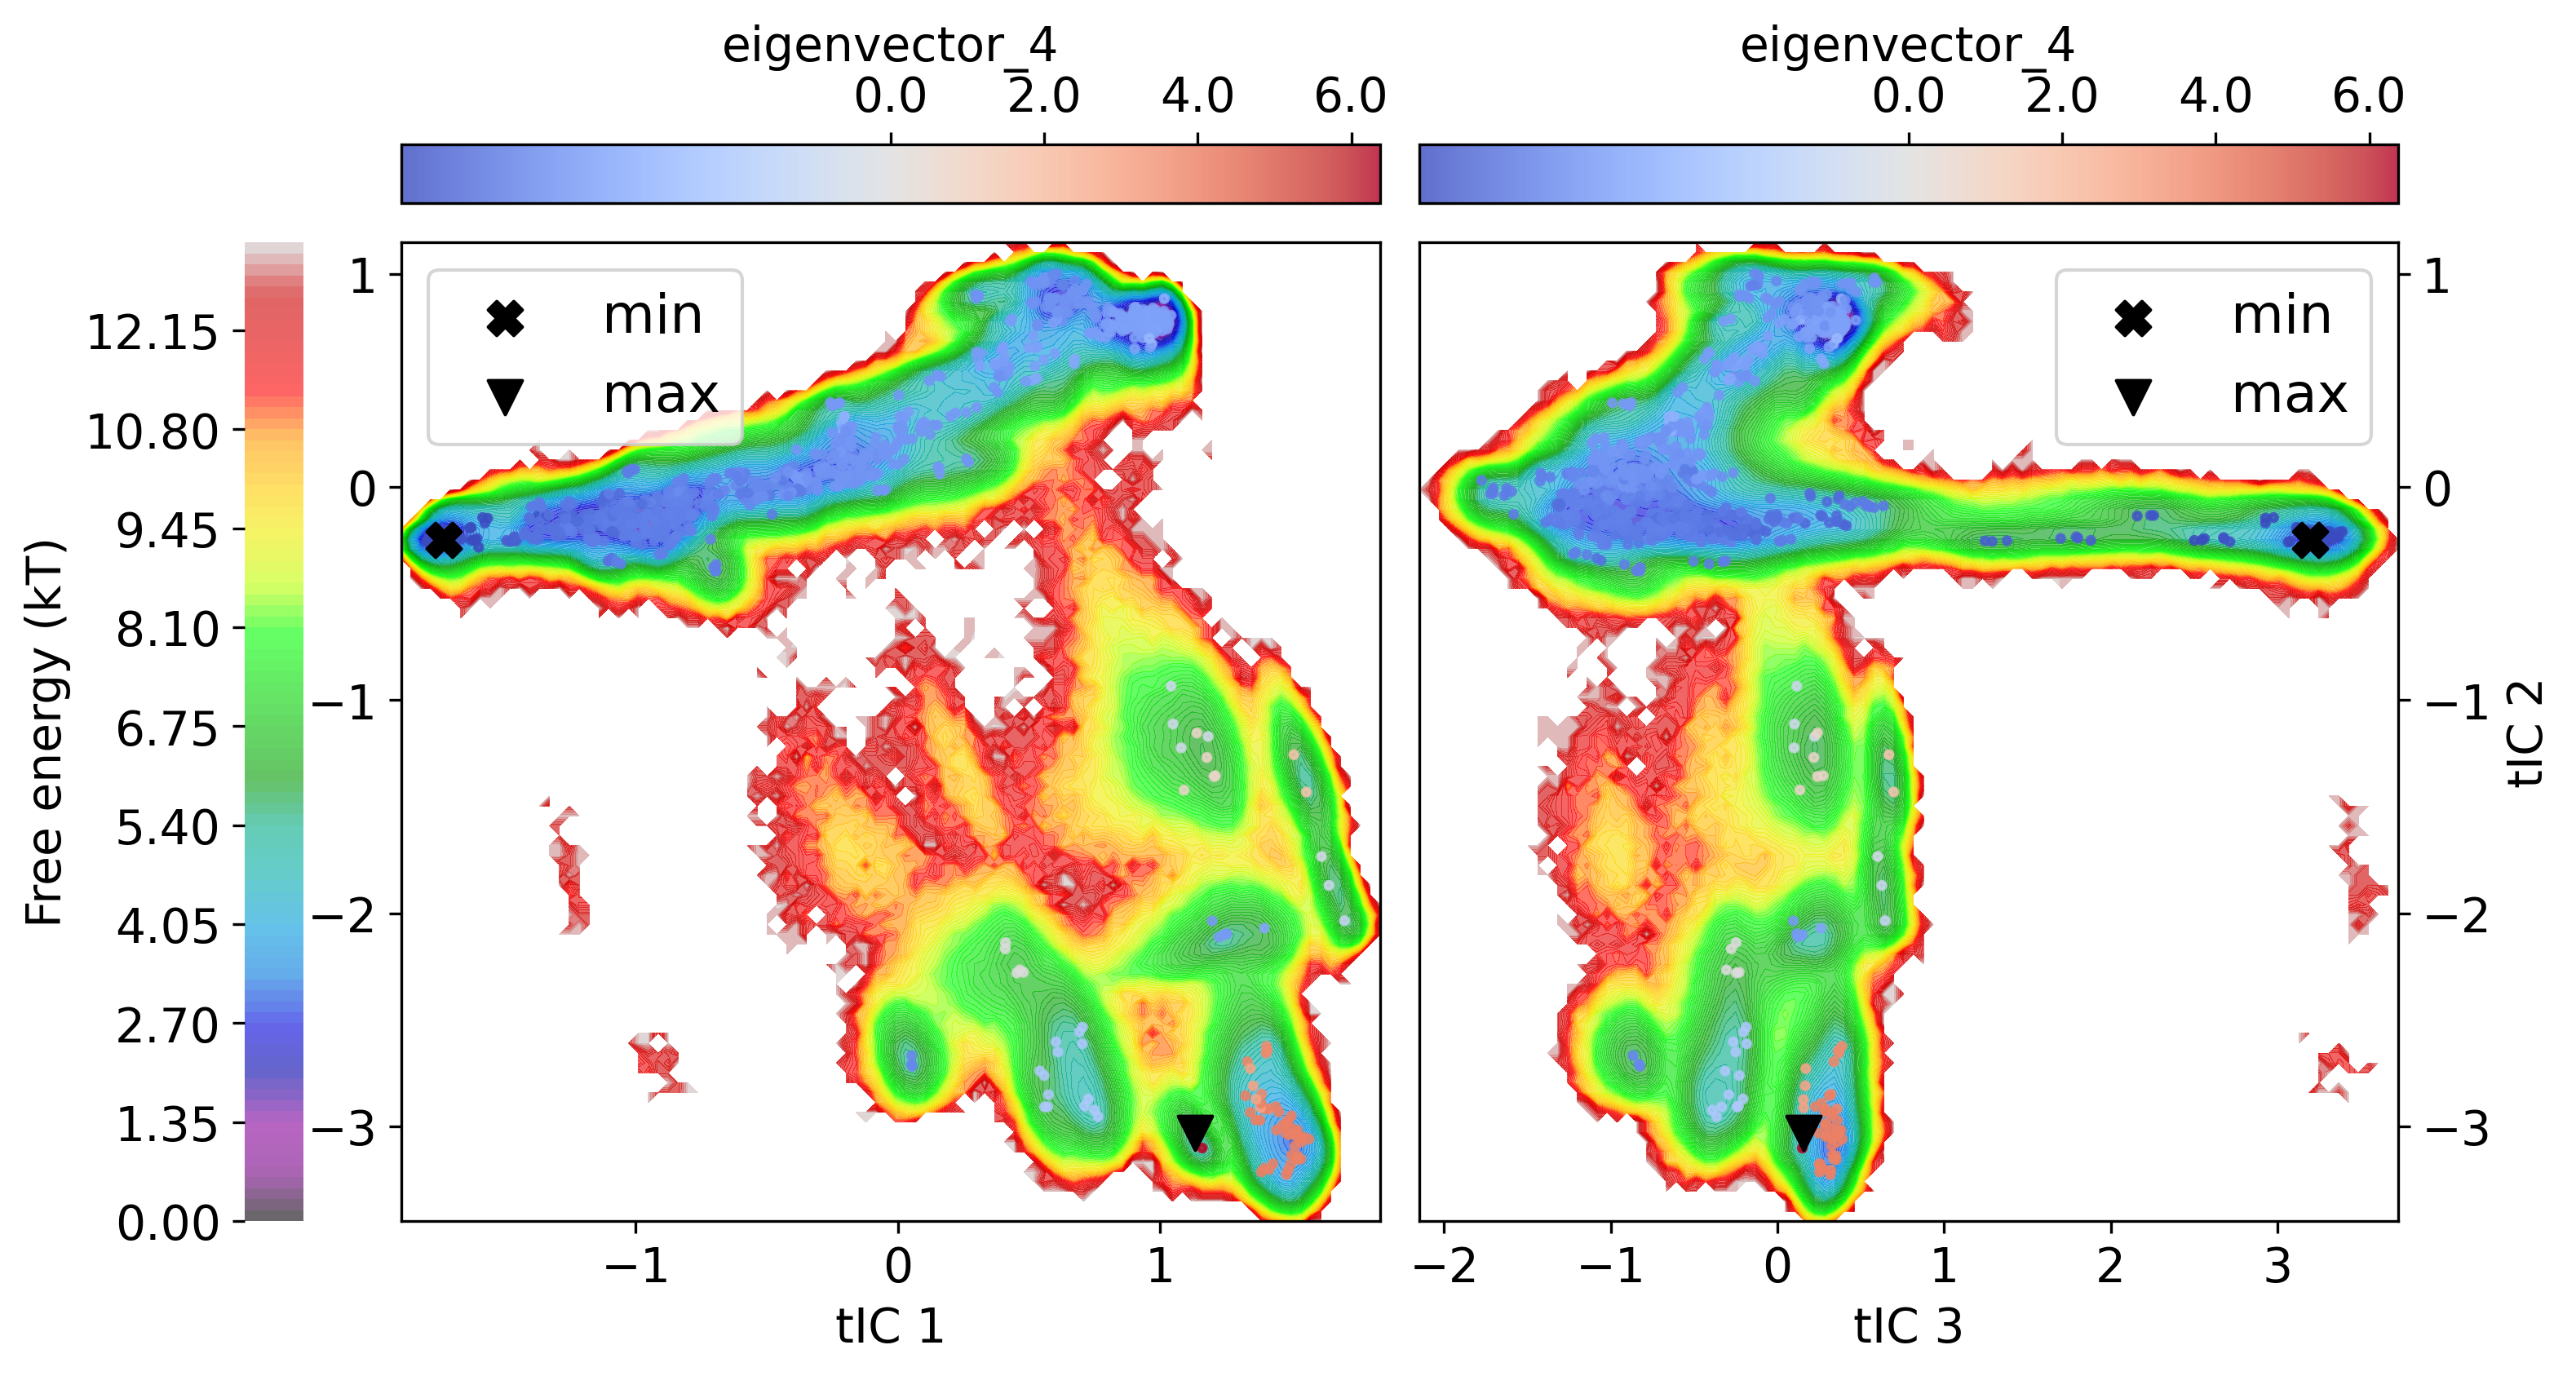 eigenvector_4
0.0 2.0 4.0 6.0
eigenvector_4
0.0 2.0 4.0 6.0
Free energy (kT)
12.15
10.80
9.45
8.10
6.75
5.40
4.05
2.70
1.35
0.00
1
0
−1
−2
−3
min
max
−1 0 1
tIC 1
min
max
−2 −1 0 1 2 3
tIC 3
1
0
−1
−2
−3
tIC 2